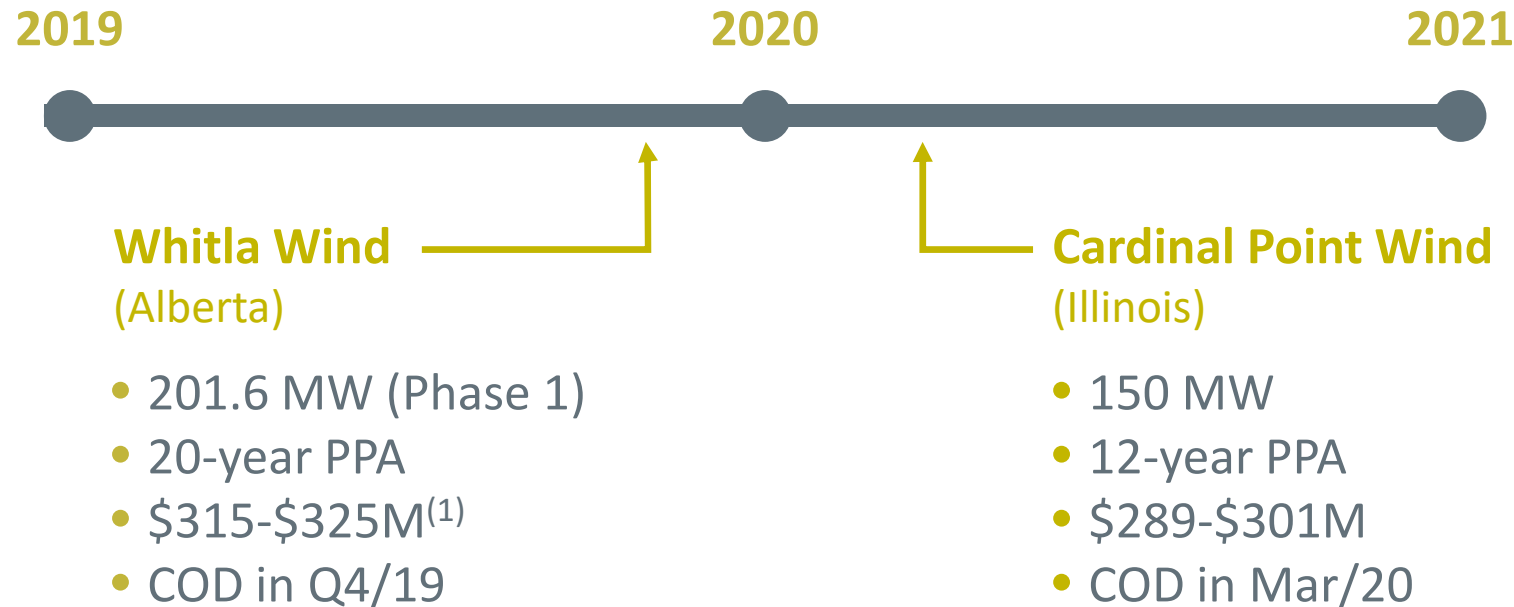 2019
2020
2021
Whitla Wind
(Alberta)
• 201.6 MW (Phase 1)
• 20-year PPA
• $315-$325M(1)
• COD in Q4/19
Cardinal Point Wind
(Illinois)
• 150 MW
• 12-year PPA
• $289-$301M
• COD in Mar/20